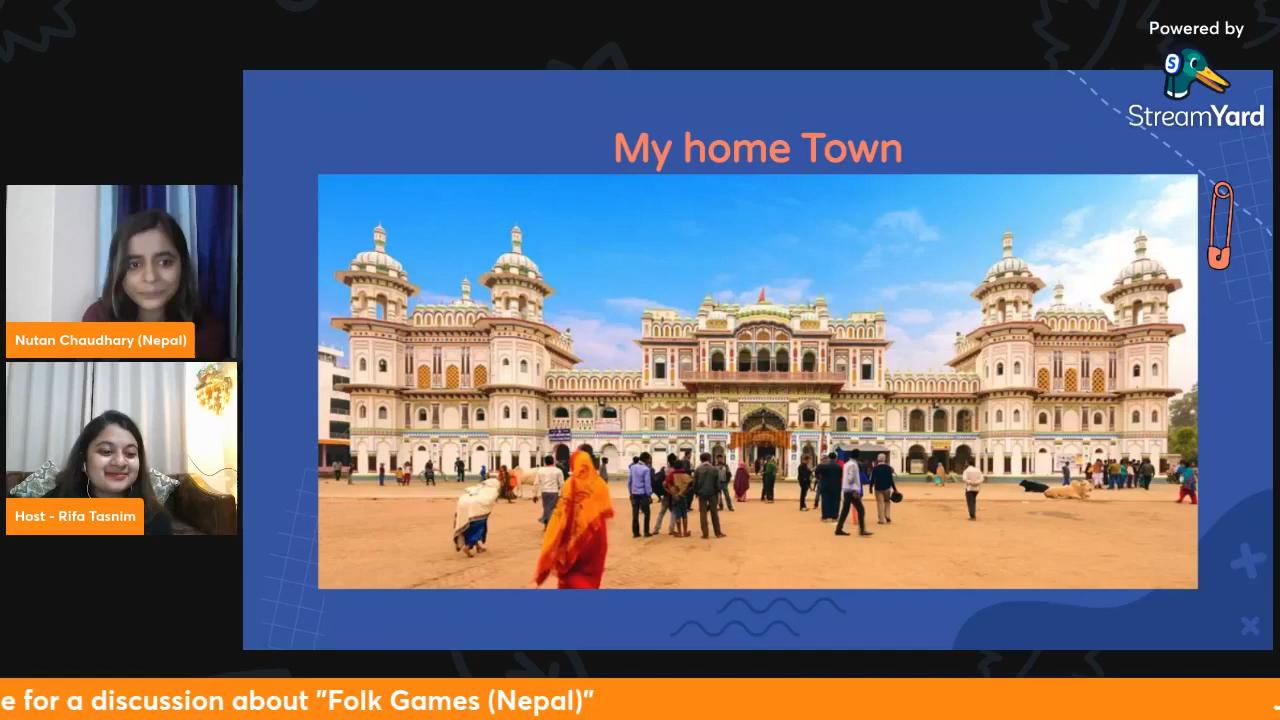 Powered by
S
StreamYard
My home Town
Nutan Chaudhary (Nepal)
Host - Rifa Tasnim
e for a discussion about "Folk Games (Nepal)"